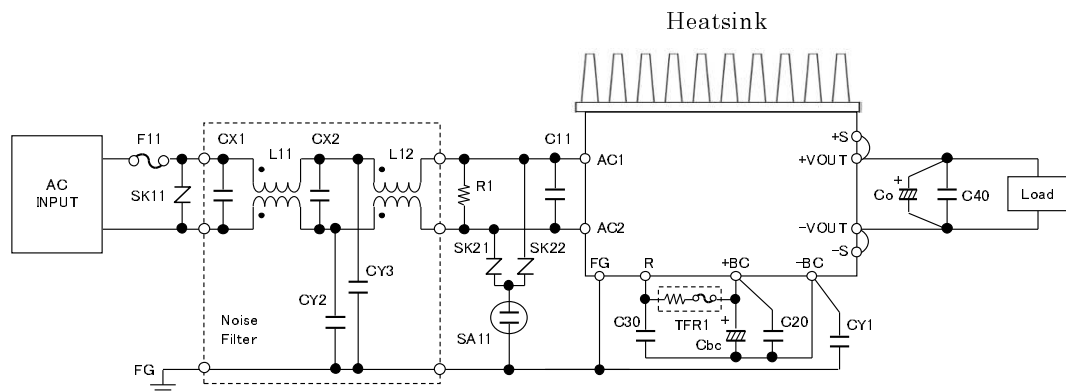 Heatsink
F11
CX1
L11
CX2
L12
C11
+S
AC
INPUT
SK11
R1
AC1
+VOUT
+
Co
C40
Load
AC2
−VOUT
SK21
SK22
−S
FG
R
+BC
−BC
CY3
CY2
TFR1
+
C30
C20
CY1
Noise
Filter
SA11
Cbc
FG